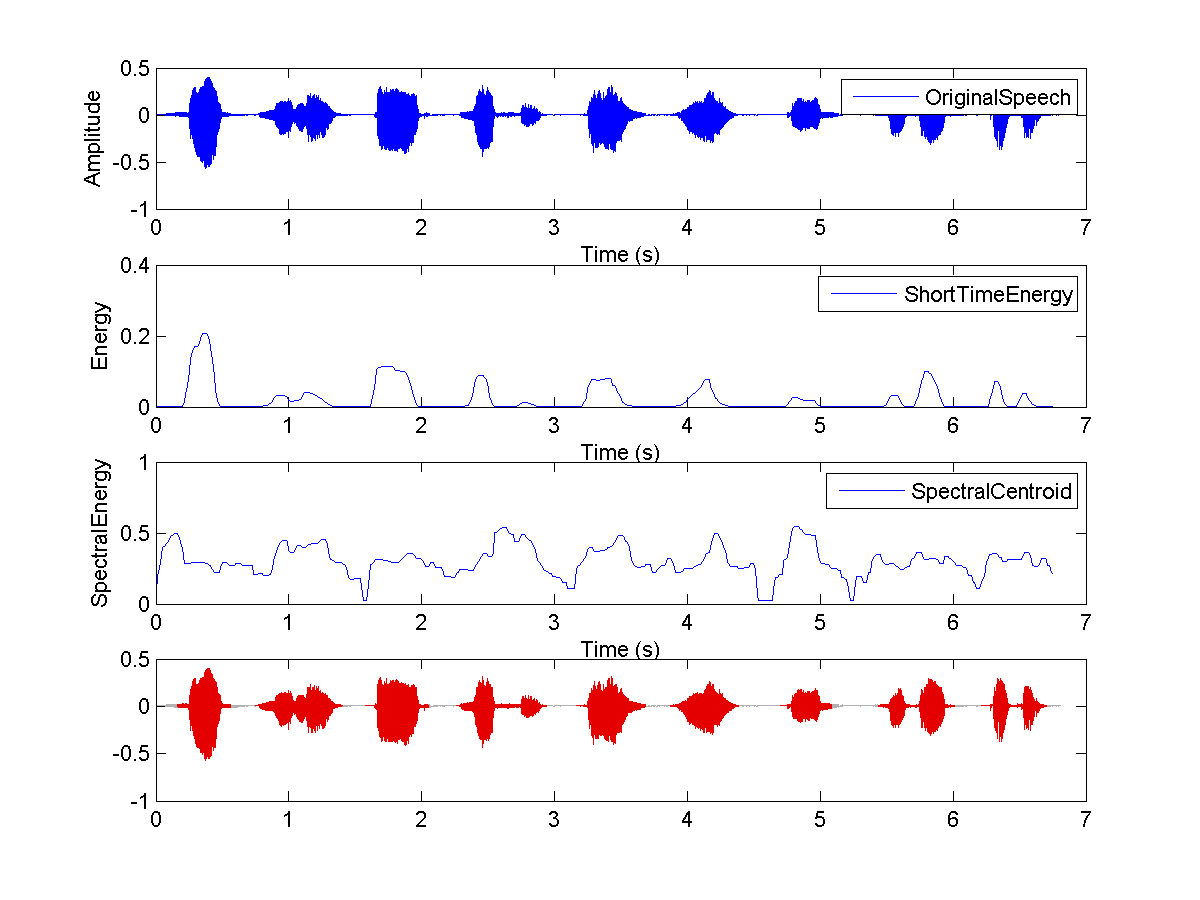 0.5
0
-0.5
-1
Amplitude
OriginalSpeech
0 1 2 3 4 5 6 7
Time (s)
0.4
0.2
0
Energy
ShortTimeEnergy
0 1 2 3 4 5 6 7
Time (s)
1
0.5
0
SpectralEnergy
SpectralCentroid
0 1 2 3 4 5 6 7
Time (s)
0.5
0
-0.5
-1
0 1 2 3 4 5 6 7